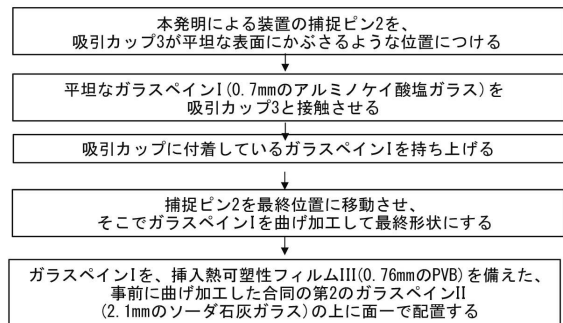 本発明による装置の捕捉ピン2を、
吸引カップ3が平坦な表面にかぶさるような位置につける
平坦なガラスペインI(0.7mmのアルミノケイ酸塩ガラス)を
吸引カップ3と接触させる
吸引カップに付着しているガラスペインIを持ち上げる
捕捉ピン2を最終位置に移動させ、
そこでガラスペインIを曲げ加工して最終形状にする
ガラスペインIを、挿入熱可塑性フィルムIII(0.76mmのPVB)を備えた、
事前に曲げ加工した合同の第2のガラスペインII
(2.1mmのソーダ石灰ガラス)の上に面一で配置する